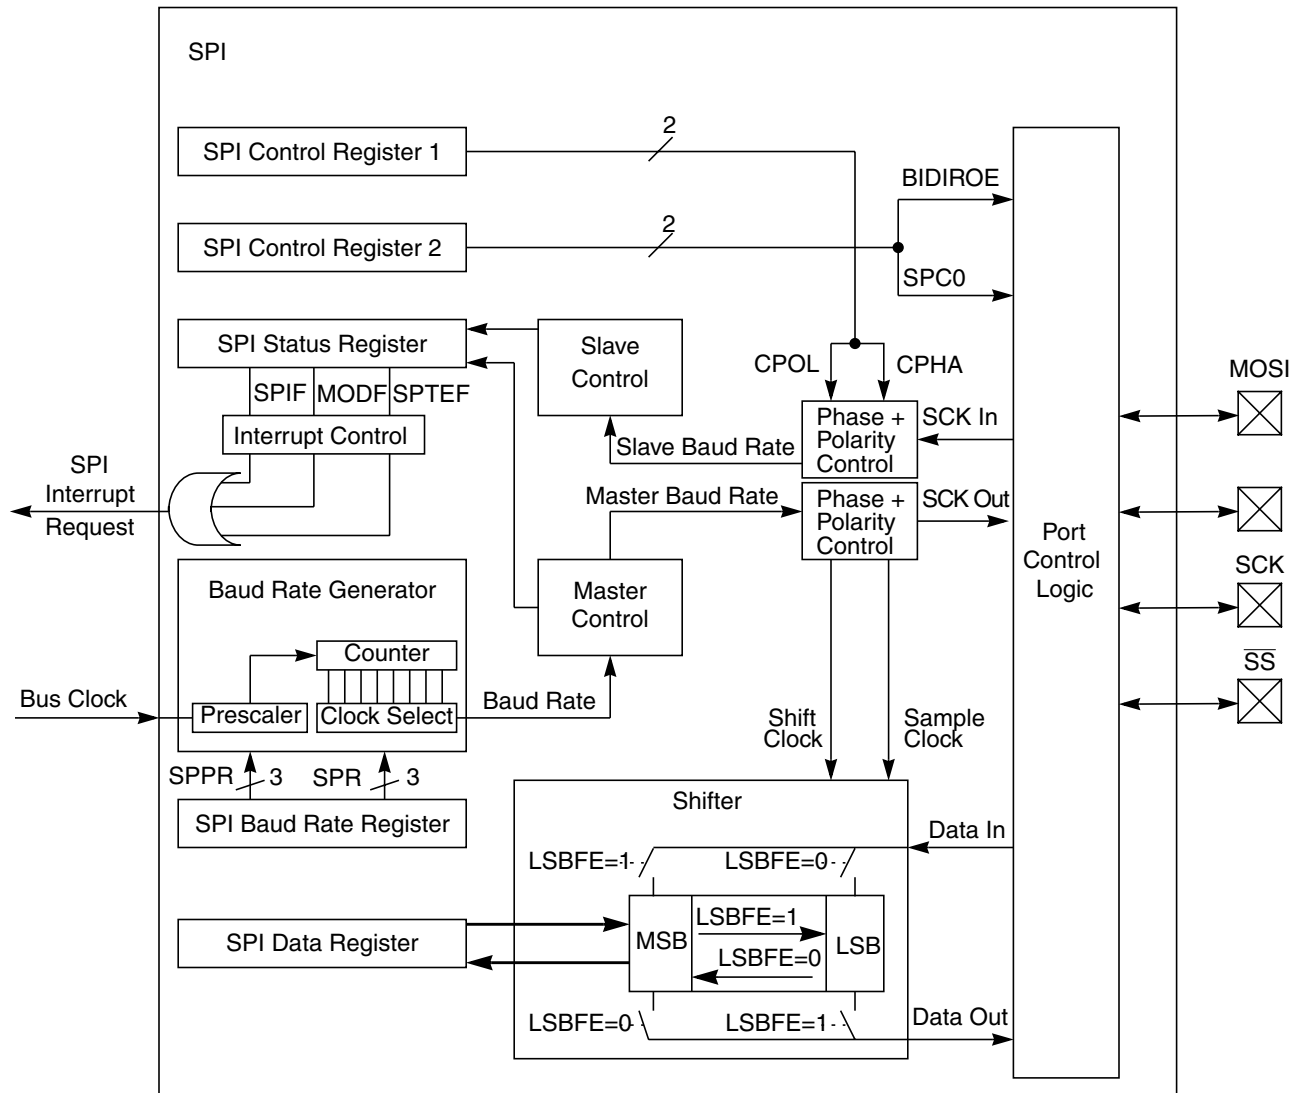 SPI
SPI Control Register 1
2
BIDIROE
SPI Control Register 2
2
SPC0
SPI Status Register
Slave
Control
CPOL
CPHA
MOSI
SPIF
MODF
SPTEF
Interrupt Control
Phase +
Polarity
Control
SCK In
Slave Baud Rate
SPI
Interrupt
Request
Master Baud Rate
Phase +
Polarity
Control
SCK Out
Port
Control
Logic
SCK
Baud Rate Generator
Master
Control
Counter
SS
Bus Clock
Prescaler
Clock Select
Baud Rate
Shift
Clock
Sample
Clock
SPPR
3
SPR
3
SPI Baud Rate Register
Shifter
Data In
LSBFE=1
LSBFE=0
SPI Data Register
MSB
LSBFE=1
LSBFE=0
LSB
LSBFE=0
LSBFE=1
Data Out